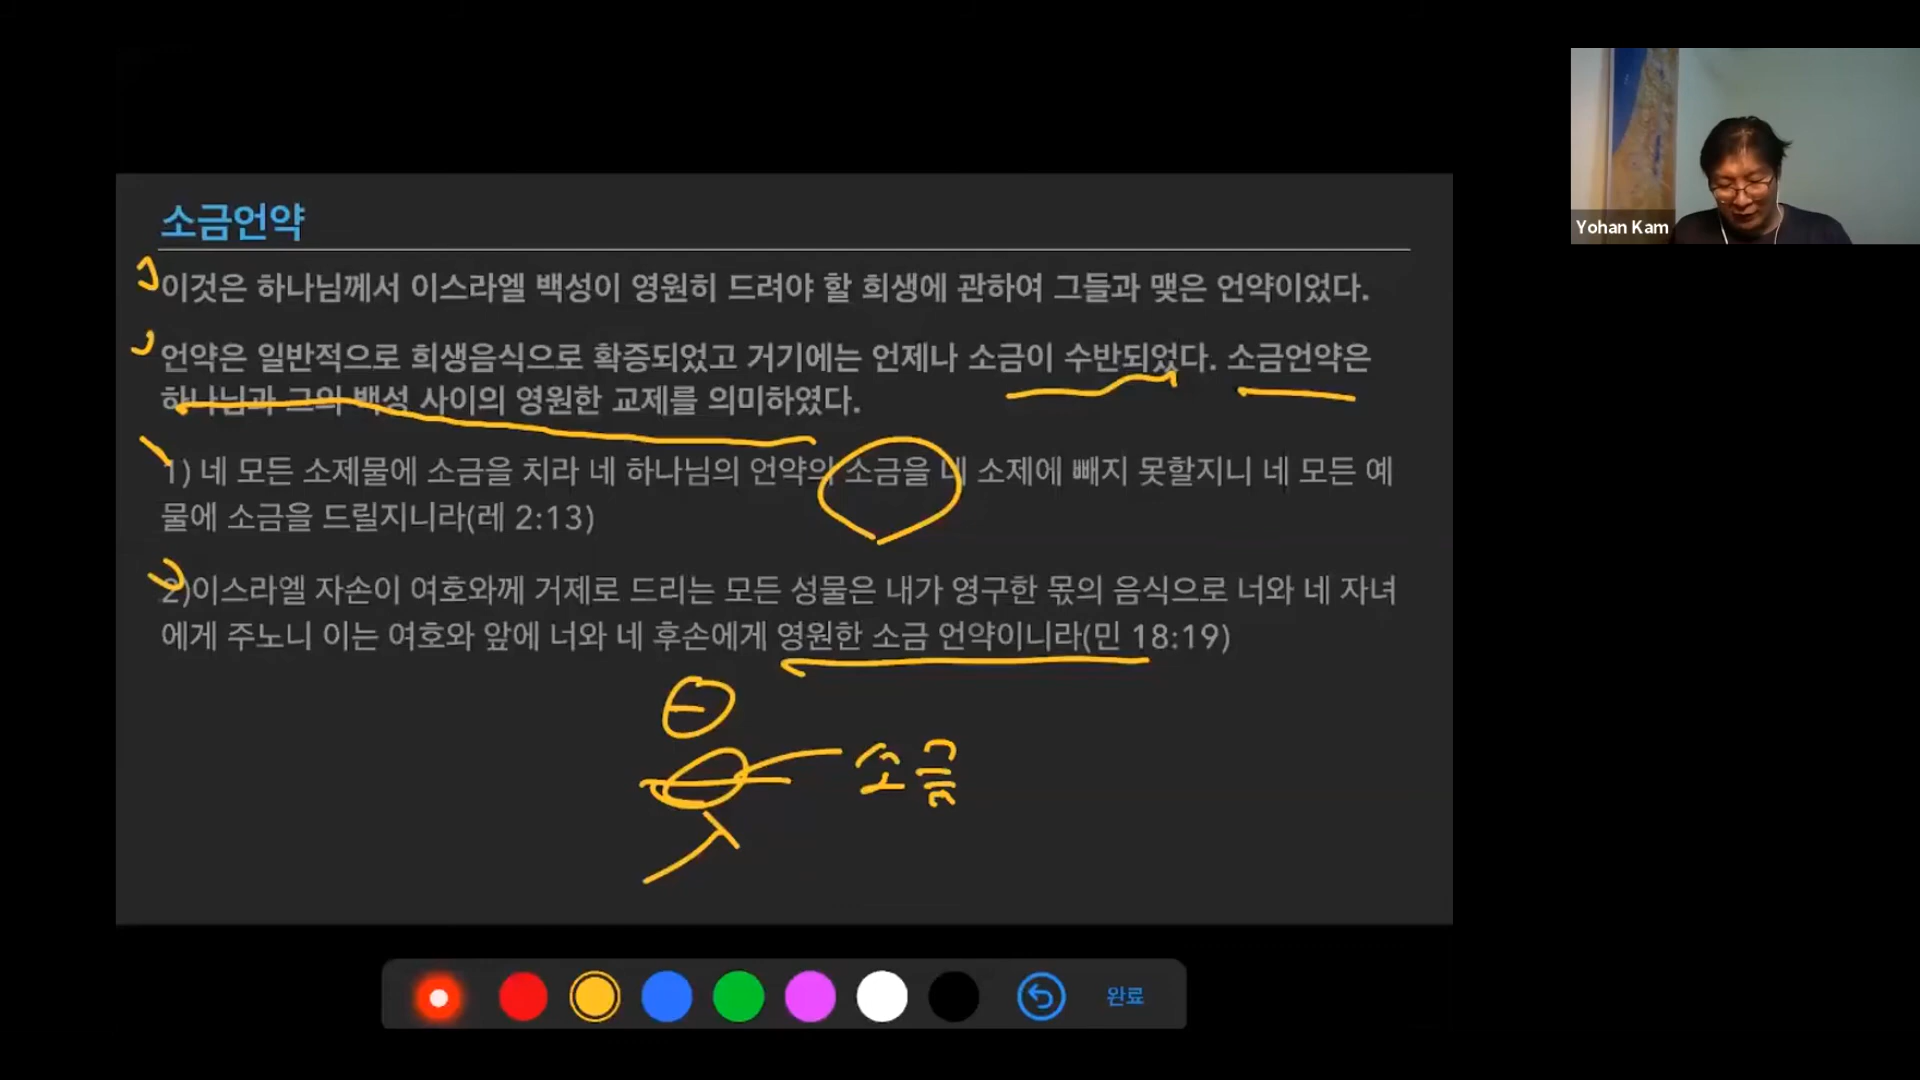 소금언약
이것은 하나님께서 이스라엘 백성이 영원히 드려야 할 희생에 관하여 그들과 맺은 언약이었다.
언약은 일반적으로 희생음식으로 확증되었고 거기에는 언제나 소금이 수반되었다. 소금언약은
하나님과 그의 백성 사이의 영원한 교제를 의미하였다.
1) 네 모든 소제물에 소금을 치라 네 하나님의 언약의 소금을 네 소제에 빼지 못할지니 네 모든 예
물에 소금을 드릴지니라(레 2:13)
2)이스라엘 자손이 여호와께 거제로 드리는 모든 성물은 내가 영구한 몫의 음식으로 너와 네 자녀
에게 주노니 이는 여호와 앞에 너와 네 후손에게 영원한 소금 언약이니라(민 18:19)
소금
완료
Yohan Kam